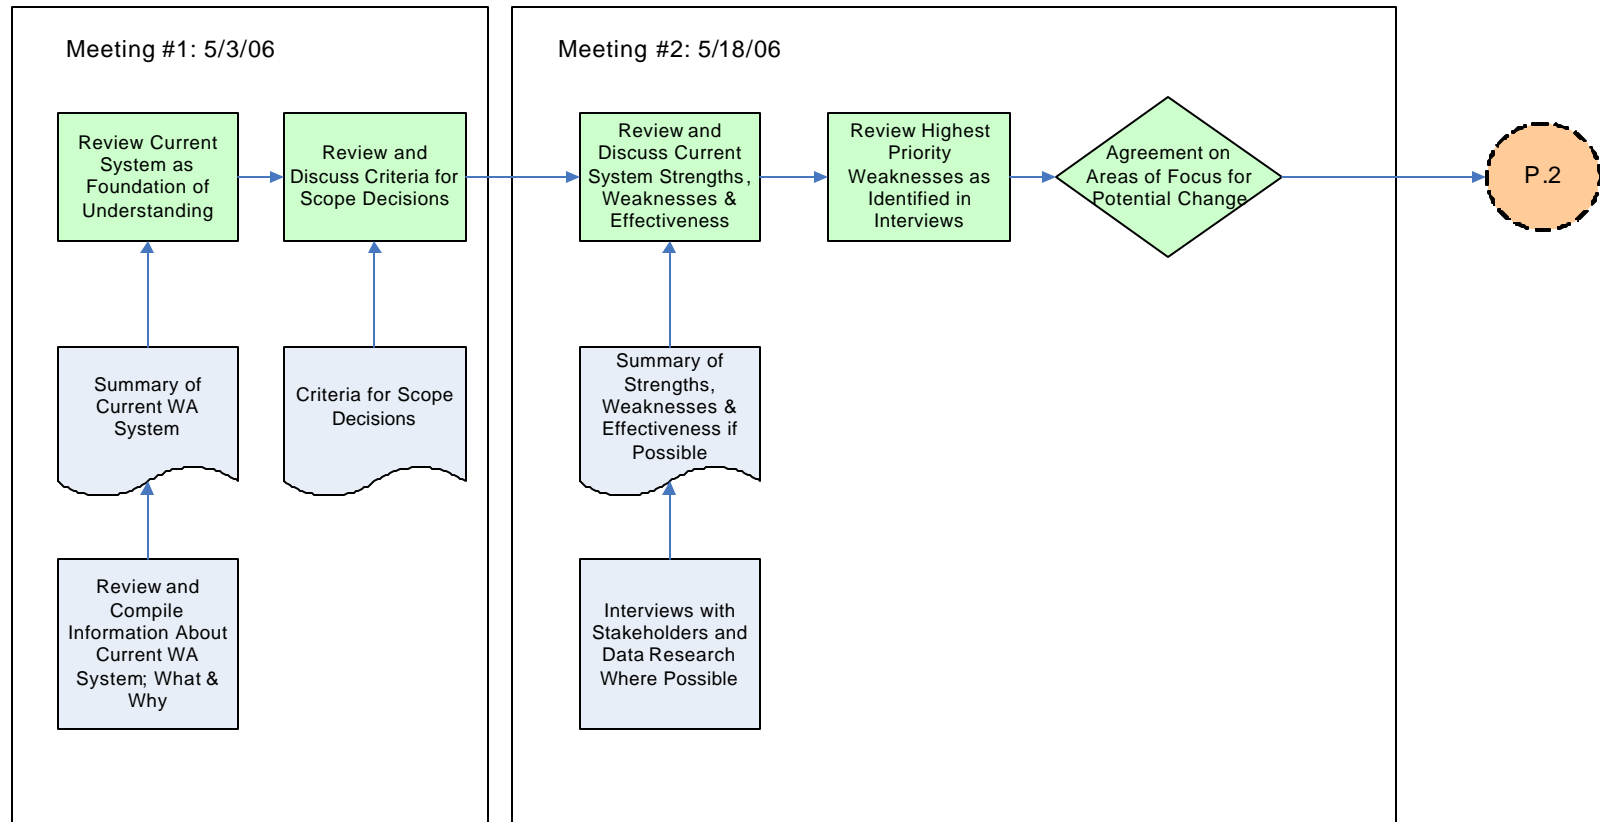 Meeting #1: 5/3/06
Review Current
System as
Foundation of
Understanding
Review and
Discuss Criteria for
Scope Decisions
Summary of
Current WA
System
Criteria for Scope
Decisions
Review and
Compile
Information About
Current WA
System; What &
Why
Meeting #2: 5/18/06
Review and
Discuss Current
System Strengths,
Weaknesses &
Effectiveness
Review Highest
Priority
Weaknesses as
Identified in
Interviews
Agreement on
Areas of Focus for
Potential Change
Summary of
Strengths,
Weaknesses &
Effectiveness if
Possible
Interviews with
Stakeholders and
Data Research
Where Possible
P.2